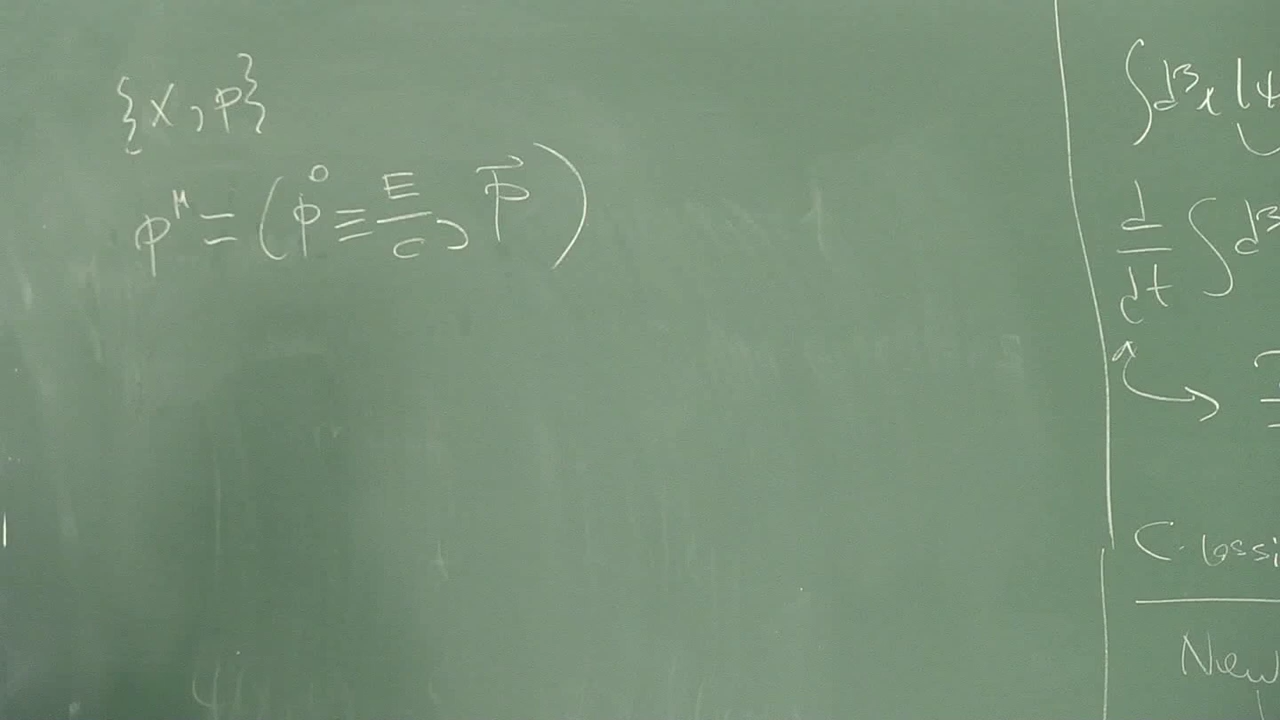 {x, p}
p^μ = (p^0 ≡ E/c, p⃗)
∫d³x |ψ
d/dt ∫d³
Classi
New